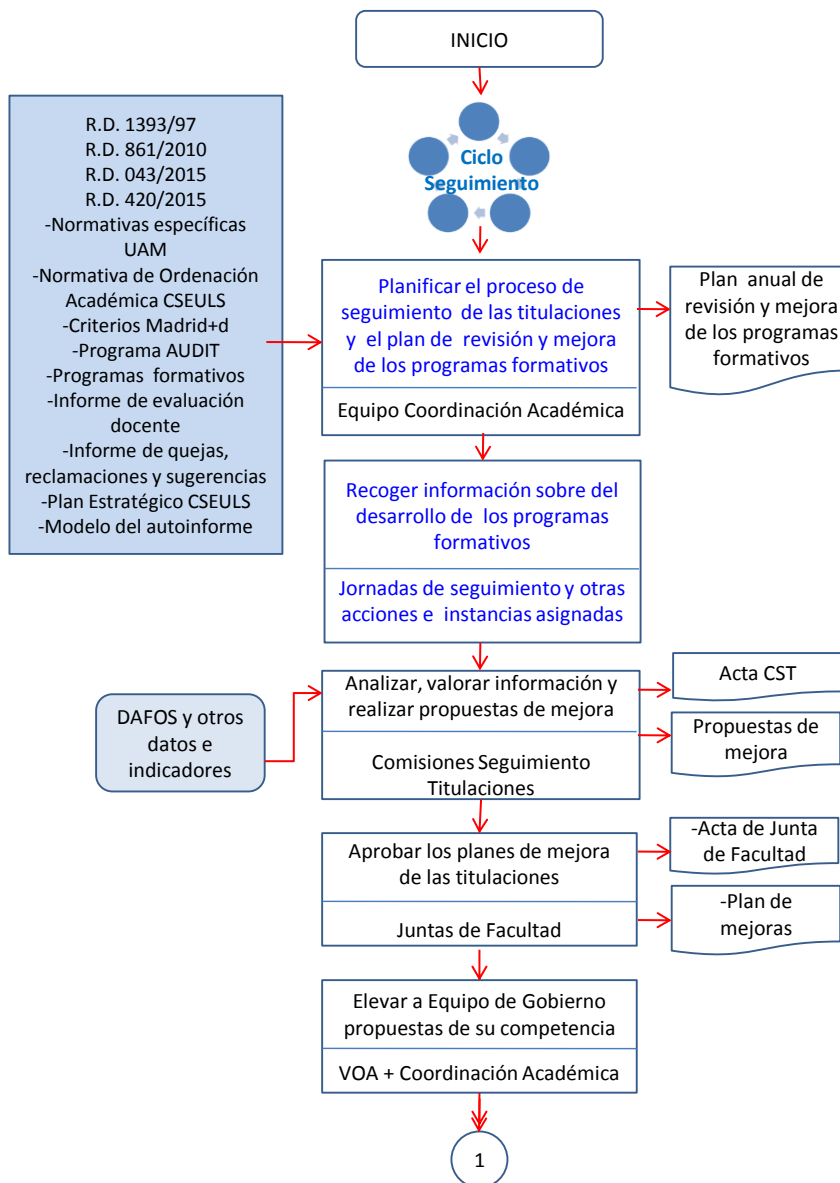 INICIO
Ciclo
Seguimiento
R.D. 1393/97
R.D. 861/2010
R.D. 043/2015
R.D. 420/2015
-Normativas específicas
UAM
-Normativa de Ordenación
Académica CSEULS
-Criterios Madrid+d
-Programa AUDIT
-Programas formativos
-Informe de evaluación
docente
-Informe de quejas,
reclamaciones y sugerencias
-Plan Estratégico CSEULS
-Modelo del autoinforme
Planificar el proceso de
seguimiento de las titulaciones
y el plan de revisión y mejora
de los programas formativos
Equipo Coordinación Académica
Plan anual de
revisión y mejora
de los programas
formativos
Recoger información sobre del
desarrollo de los programas
formativos
Jornadas de seguimiento y otras
acciones e instancias asignadas
DAFOS y otros
datos e
indicadores
Analizar, valorar información y
realizar propuestas de mejora
Comisiones Seguimiento
Titulaciones
Acta CST
Propuestas de
mejora
Aprobar los planes de mejora
de las titulaciones
Juntas de Facultad
-Acta de Junta
de Facultad
-Plan de
mejoras
Elevar a Equipo de Gobierno
propuestas de su competencia
VOA + Coordinación Académica
1